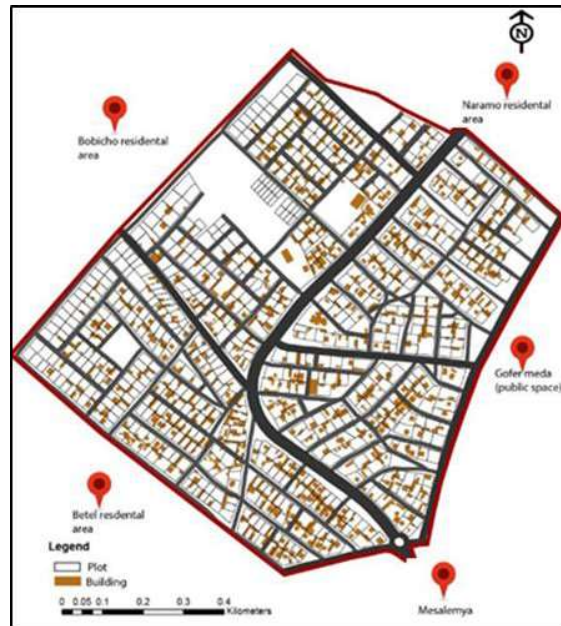 N
Naramo residental
area
Bobicho residental
area
Gofer meda
(public space)
Betel resdental
area
Legend
Plot
Building
0 0.05 0.1 0.2 0.3 0.4
Kilometers
Mesalemya